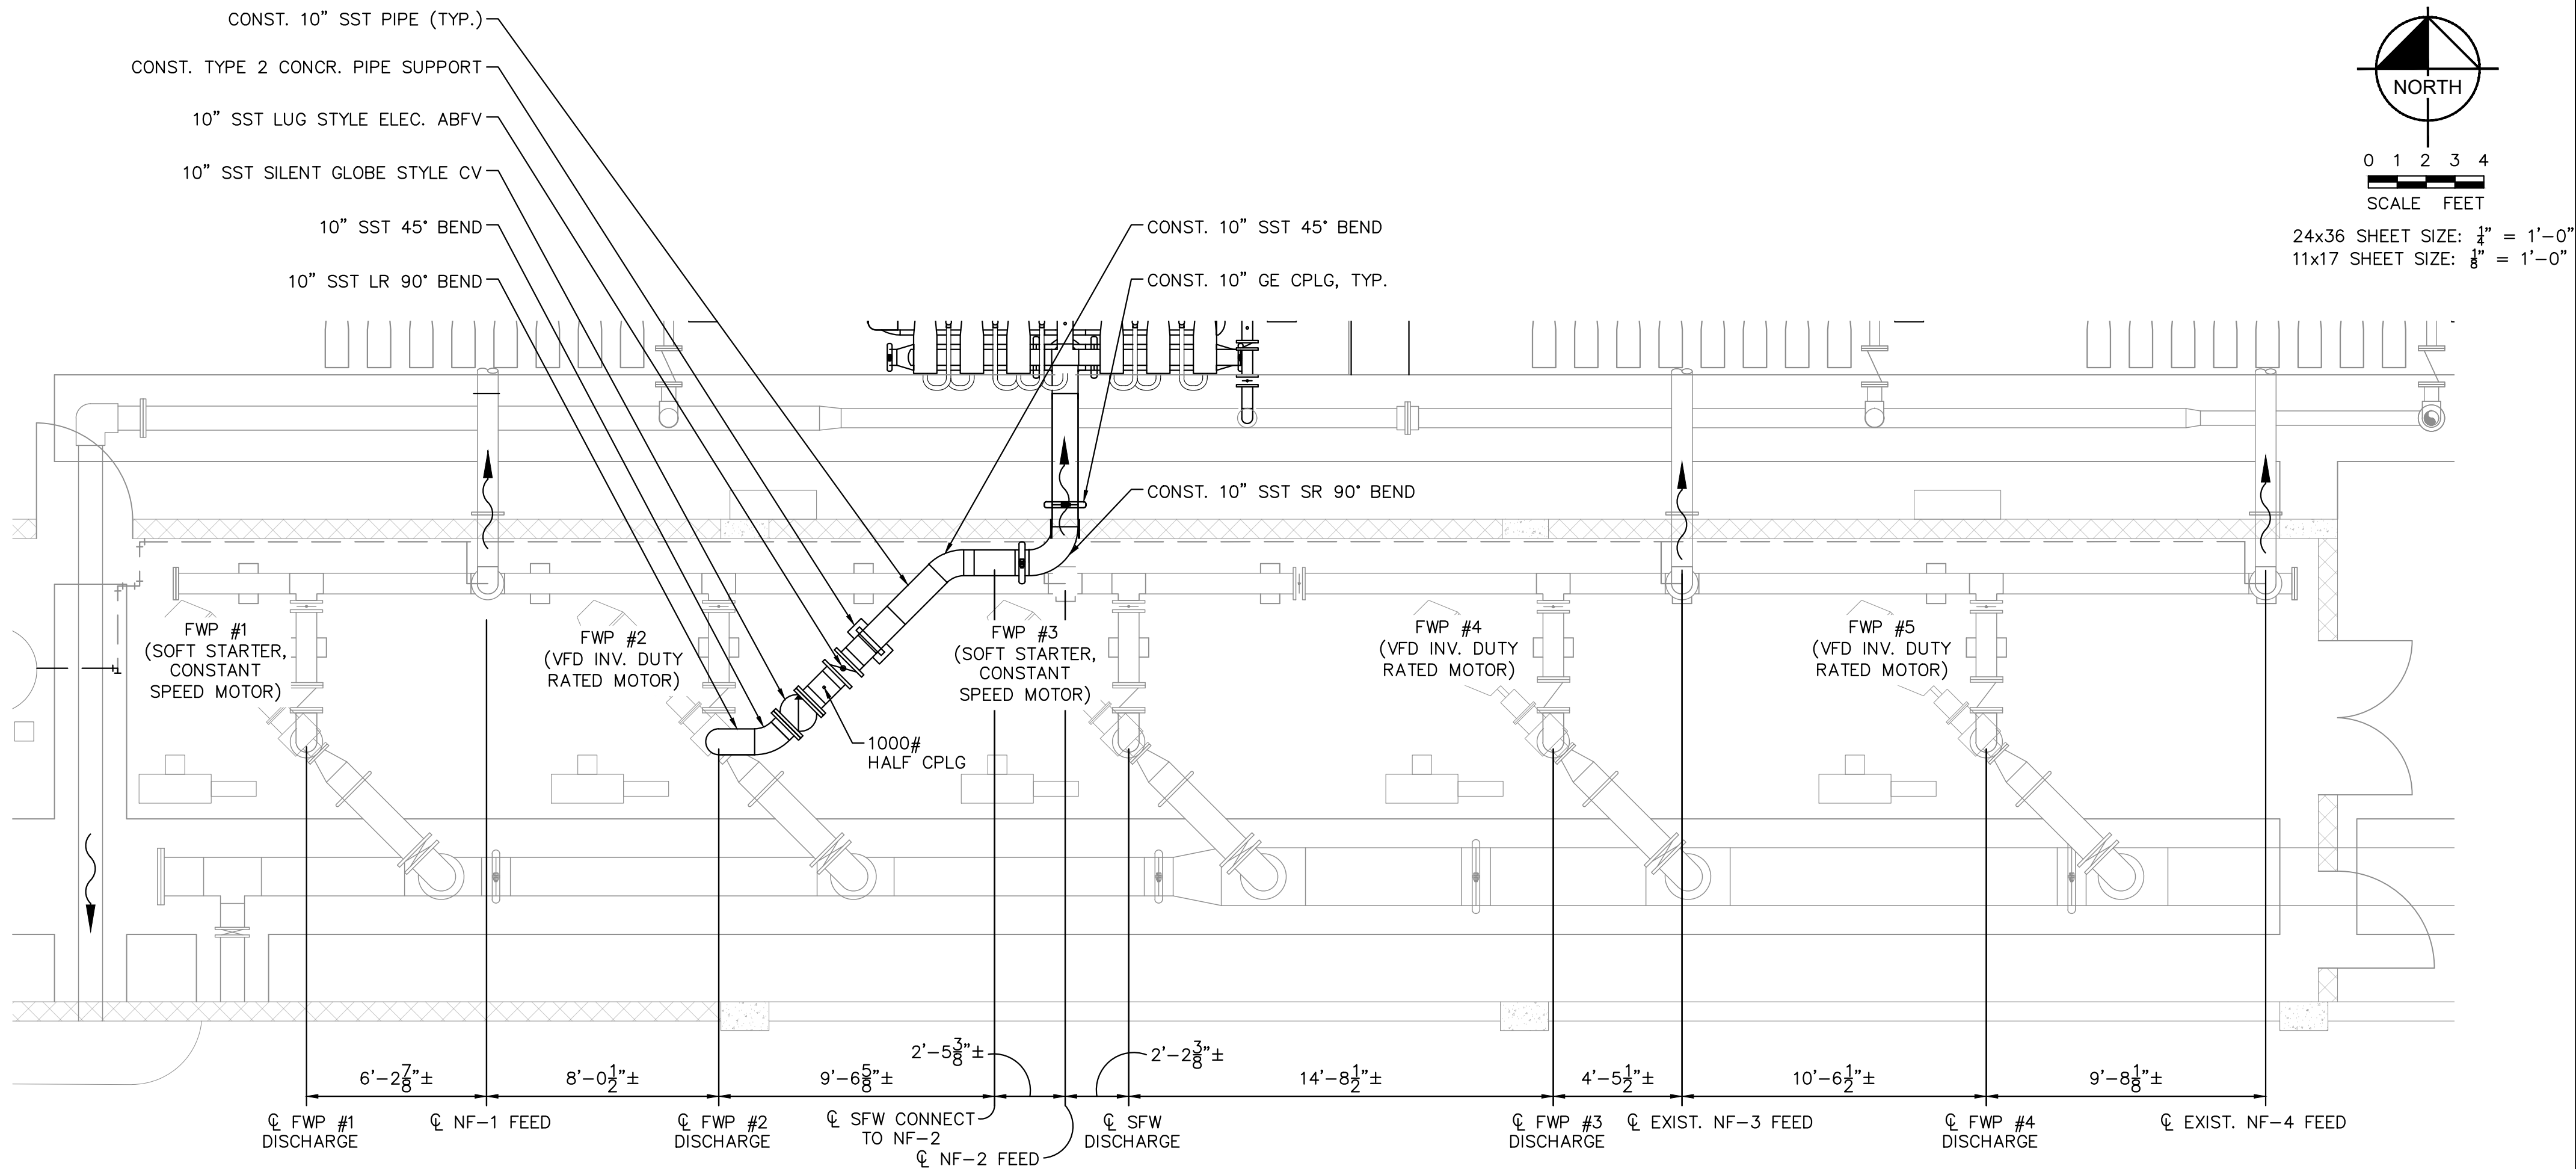 CONST. 10" SST PIPE (TYP.)
CONST. TYPE 2 CONCR. PIPE SUPPORT
10" SST LUG STYLE ELEC. ABFV
10" SST SILENT GLOBE STYLE CV
10" SST 45° BEND
10" SST LR 90° BEND
CONST. 10" SST 45° BEND
CONST. 10" GE CPLG, TYP.
CONST. 10" SST SR 90° BEND
NORTH
0 1 2 3 4
SCALE FEET
24x36 SHEET SIZE: 1/4" = 1'-0"
11x17 SHEET SIZE: 1/8" = 1'-0"
FWP #1
(SOFT STARTER,
CONSTANT
SPEED MOTOR)
FWP #2
(VFD INV. DUTY
RATED MOTOR)
FWP #3
(SOFT STARTER,
CONSTANT
SPEED MOTOR)
FWP #4
(VFD INV. DUTY
RATED MOTOR)
FWP #5
(VFD INV. DUTY
RATED MOTOR)
1000#
HALF CPLG
6'-2 7/8"±
8'-0 1/2"±
9'-6 5/8"±
2'-5 3/8"±
2'-2 3/8"±
14'-8 1/2"±
4'-5 1/2"±
10'-6 1/2"±
9'-8 1/8"±
℄ FWP #1
DISCHARGE
℄ NF-1 FEED
℄ FWP #2
DISCHARGE
℄ SFW CONNECT
TO NF-2
℄ NF-2 FEED
℄ SFW
DISCHARGE
℄ FWP #3
DISCHARGE
℄ EXIST. NF-3 FEED
℄ FWP #4
DISCHARGE
℄ EXIST. NF-4 FEED